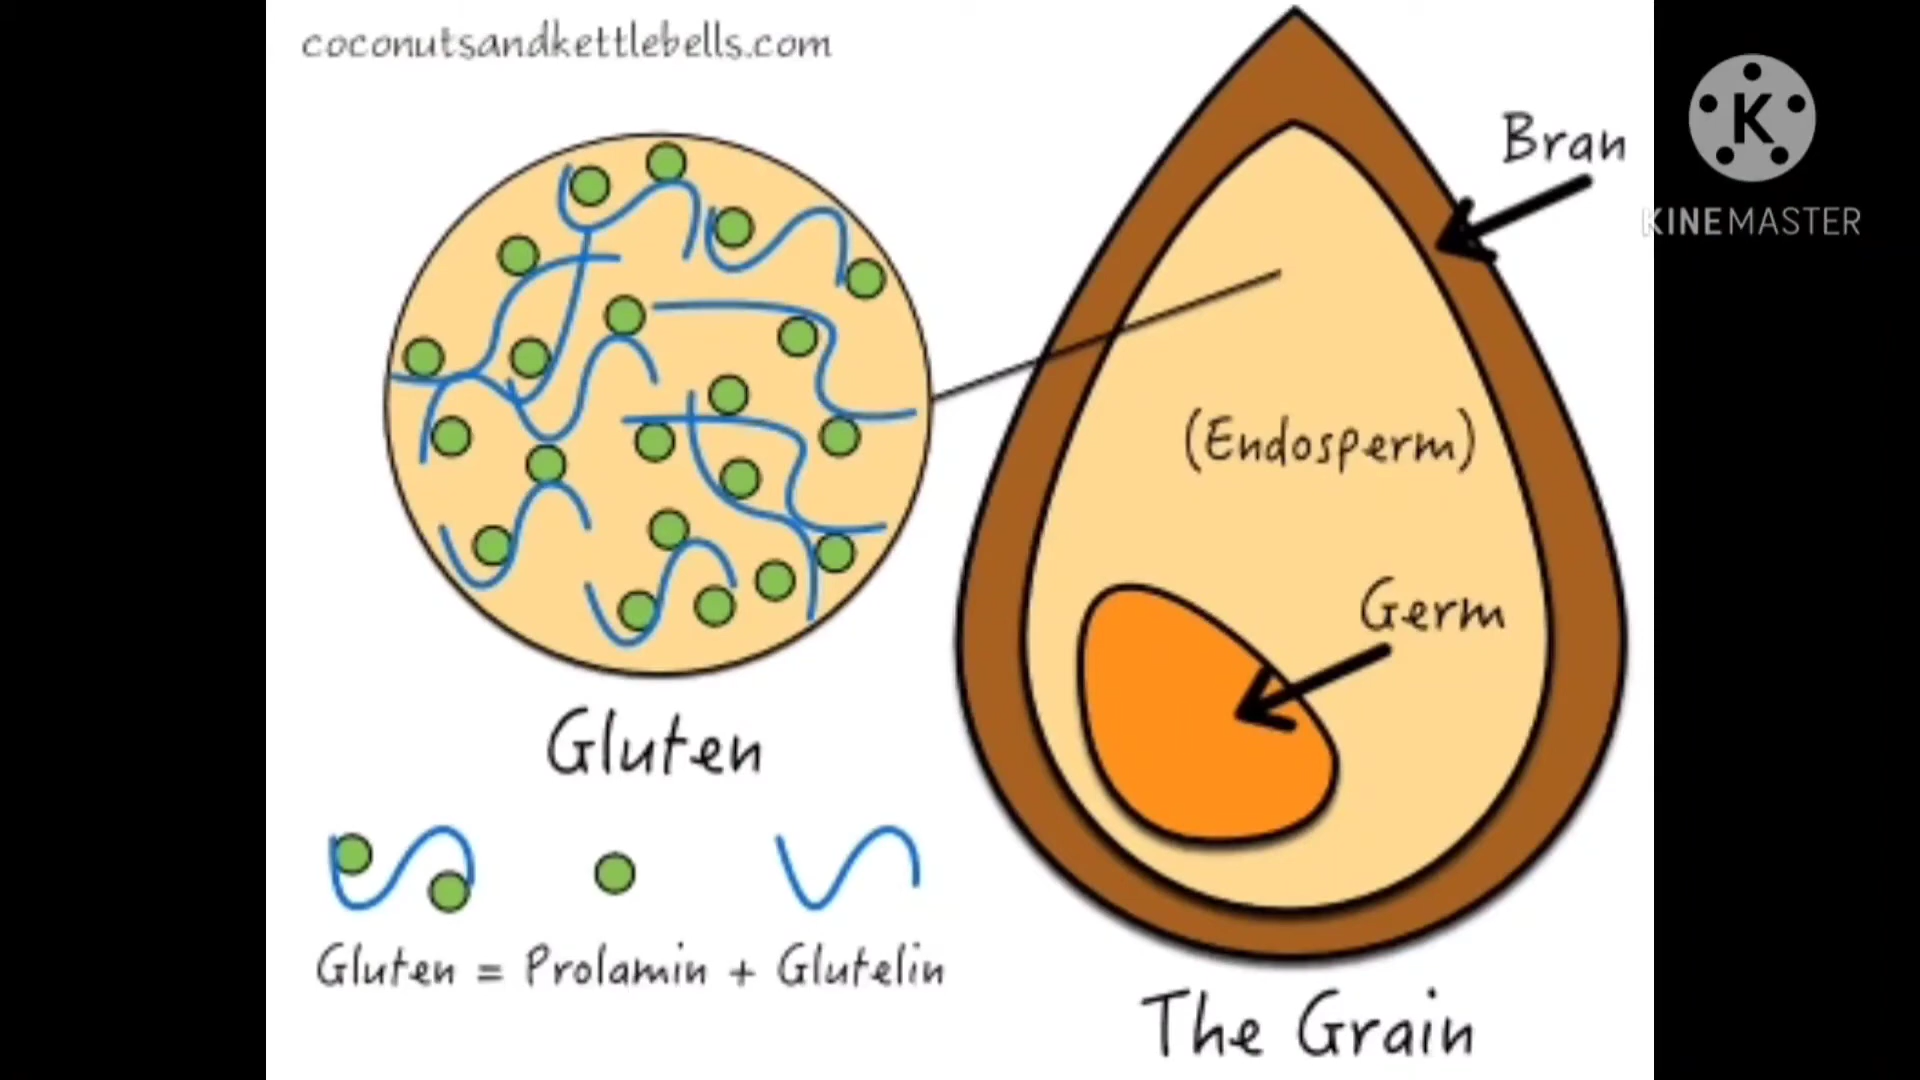 coconutsandkettlebells.com
Bran
K
KINEMASTER
(Endosperm)
Germ
Gluten
Gluten = Prolamin + Glutelin
The Grain